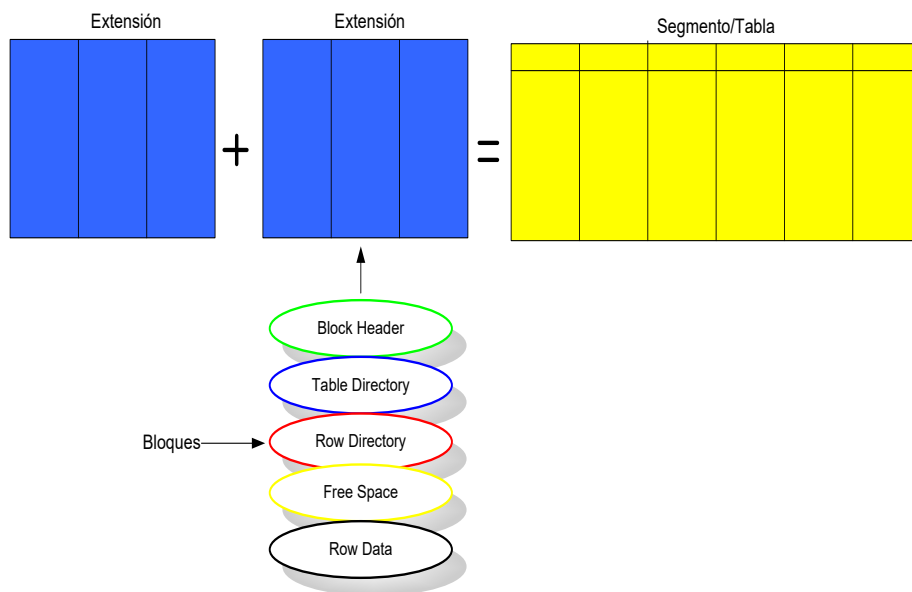 Extensión
Extensión
Segmento/Tabla
+
=
Block Header
Table Directory
Bloques
Row Directory
Free Space
Row Data